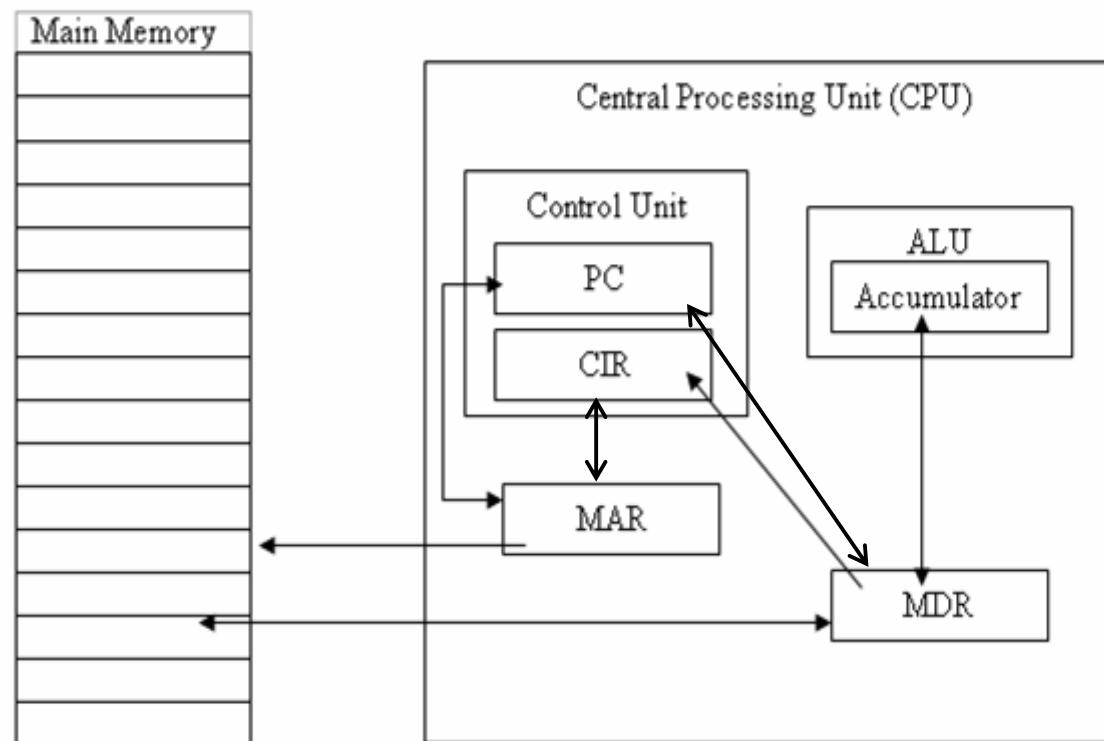 Main Memory
Central Processing Unit (CPU)
Control Unit
PC
CIR
MAR
ALU
Accumulator
MDR